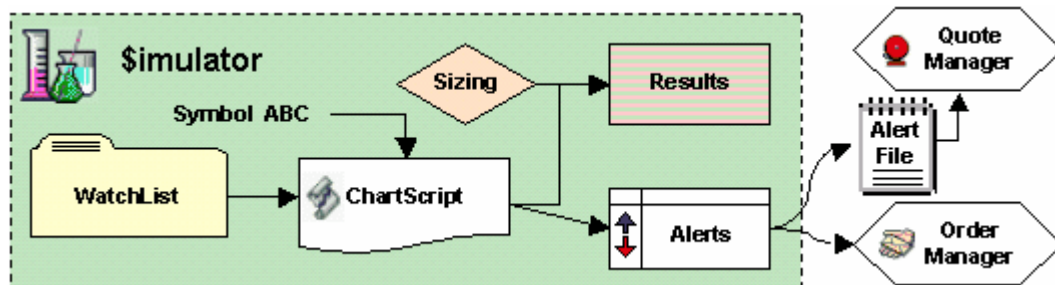 $imulator
Quote
Manager
Sizing
Results
Symbol ABC
Alert
File
WatchList
ChartScript
Alerts
Order
Manager